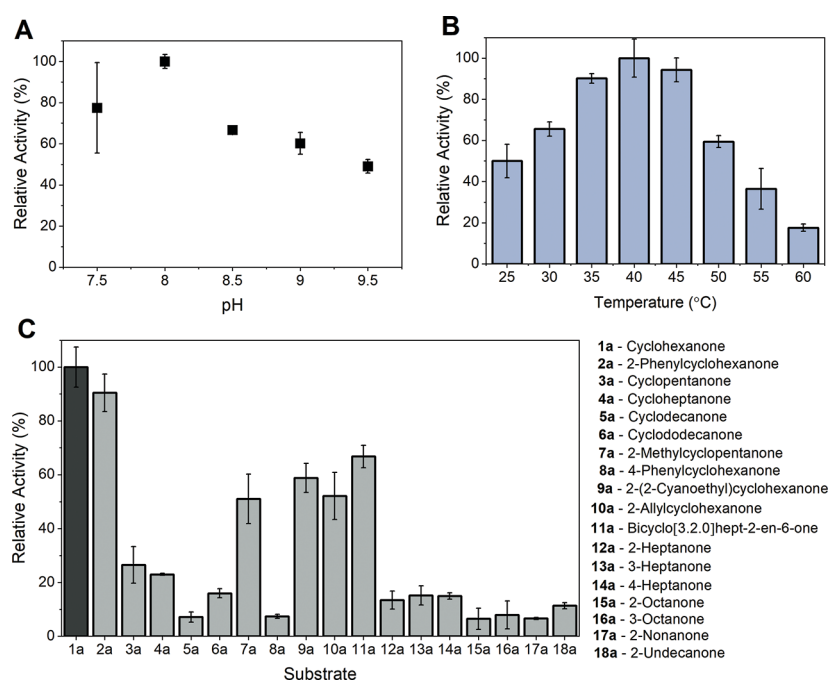 A
Relative Activity (%)
100
80
60
40
20
0
7.5 8 8.5 9 9.5
pH
B
Relative Activity (%)
100
80
60
40
20
0
25 30 35 40 45 50 55 60
Temperature (°C)
C
Relative Activity (%)
100
80
60
40
20
0
1a 2a 3a 4a 5a 6a 7a 8a 9a 10a 11a 12a 13a 14a 15a 16a 17a 18a
Substrate
1a - Cyclohexanone
2a - 2-Phenylcyclohexanone
3a - Cyclopentanone
4a - Cycloheptanone
5a - Cyclodecanone
6a - Cyclododecanone
7a - 2-Methylcyclopentanone
8a - 4-Phenylcyclohexanone
9a - 2-(2-Cyanoethyl)cyclohexanone
10a - 2-Allylcyclohexanone
11a - Bicyclo[3.2.0]hept-2-en-6-one
12a - 2-Heptanone
13a - 3-Heptanone
14a - 4-Heptanone
15a - 2-Octanone
16a - 3-Octanone
17a - 2-Nonanone
18a - 2-Undecanone